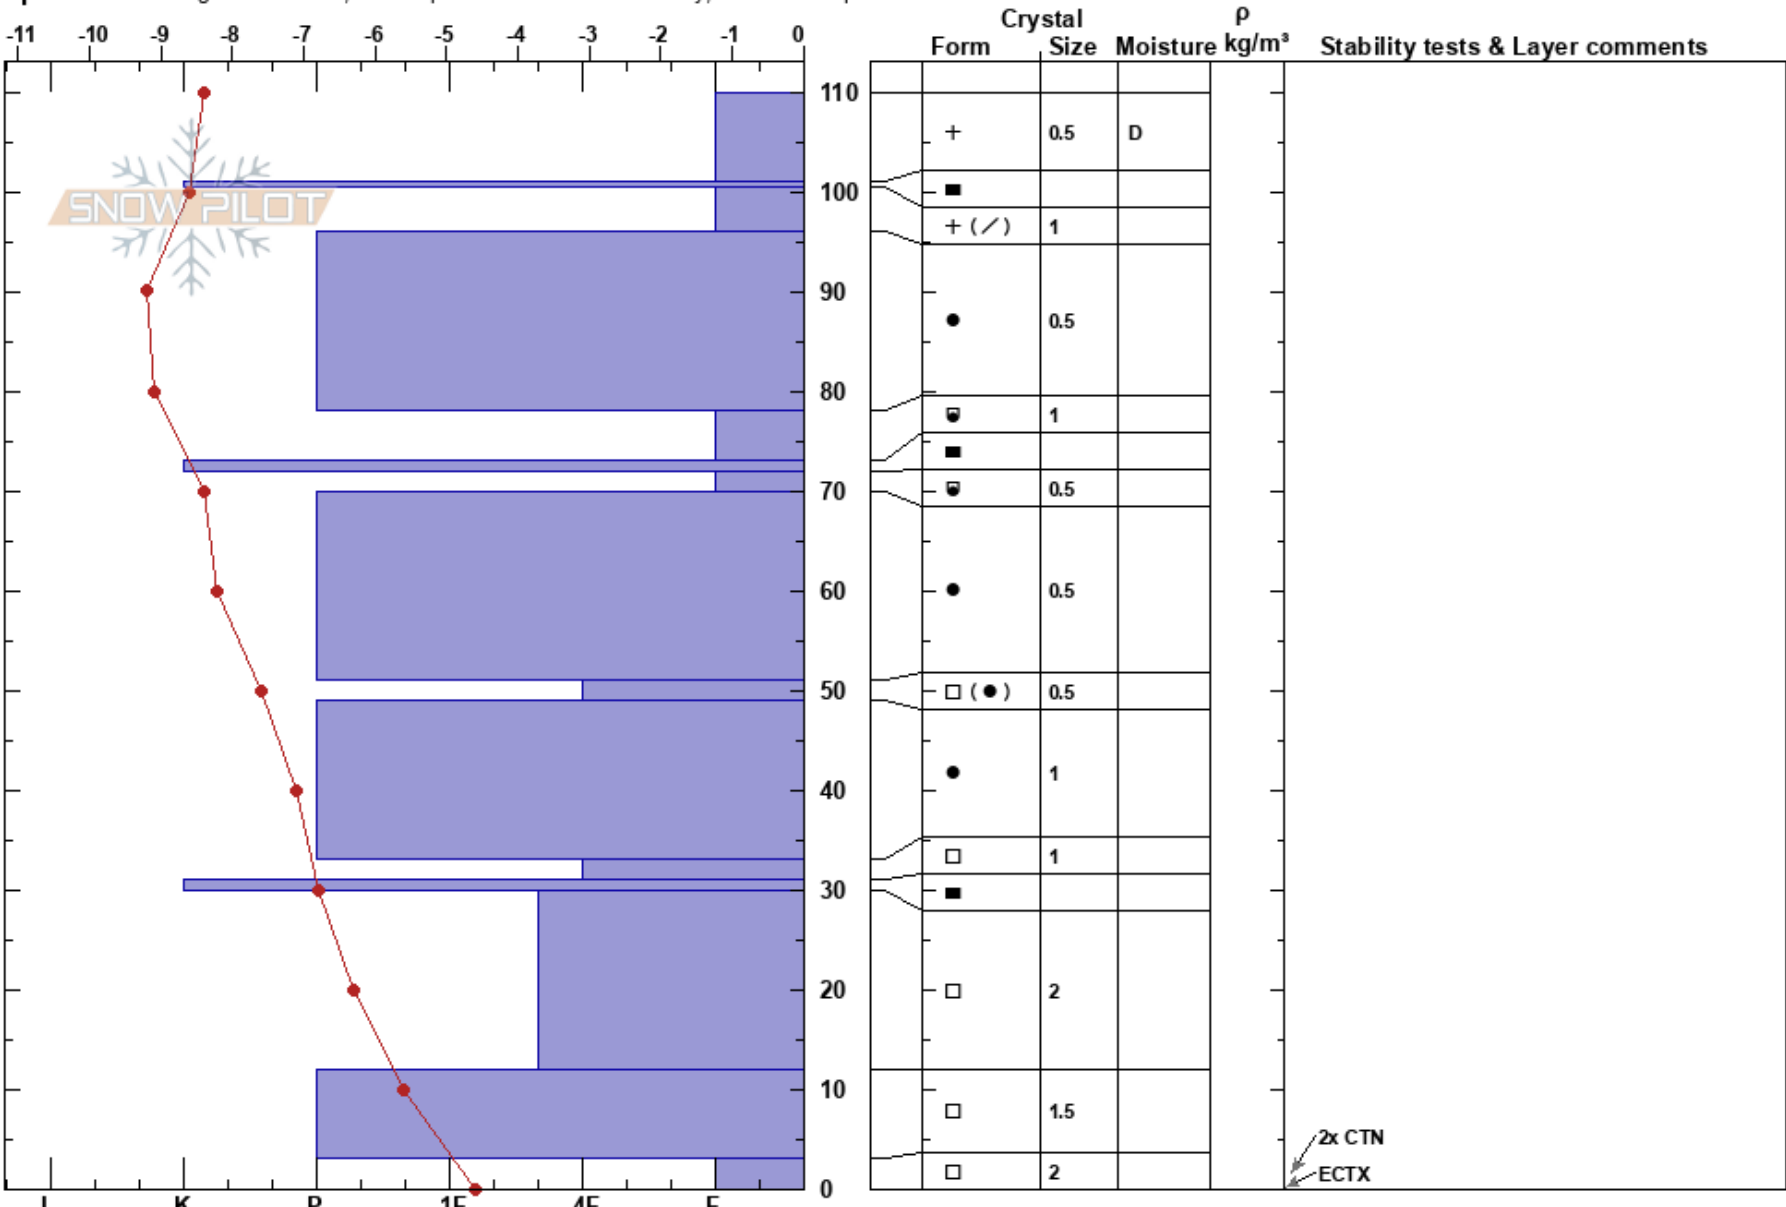 Crystal ρ
Form Size Moisture kg/m³ Stability tests & Layer comments
-11 -10 -9 -8 -7 -6 -5 -4 -3 -2 -1 0
110
+ 0.5 D
SNOW PILOT
100
+ (/) 1
90
0.5
80
1
70
0.5
60
0.5
50
( ● ) 0.5
40
1
1
30
20
2
10
1.5
2x CTN
2
ECTX
0
K P 1F 4F F